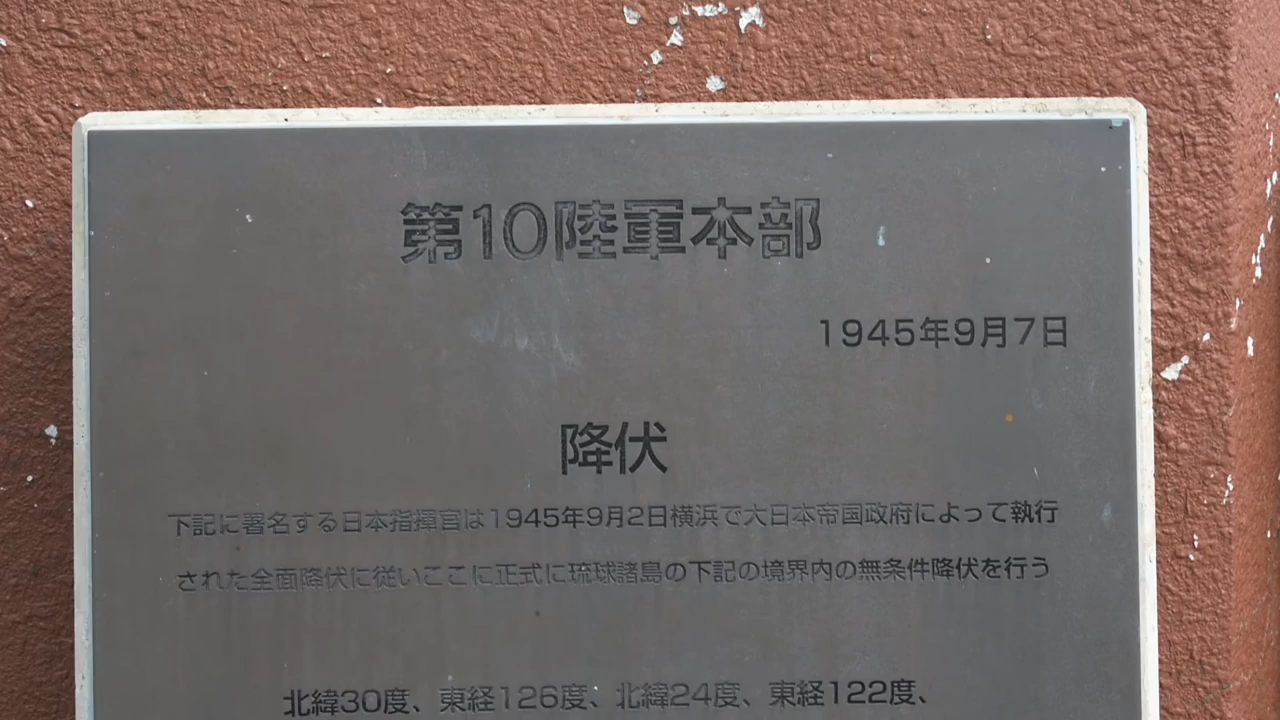 第10陸軍本部
1945年9月7日
降伏
下記に署名する日本指揮官は1945年9月2日横浜で大日本帝国政府によって執行
された全面降伏に従いここに正式に琉球諸島の下記の境界内の無条件降伏を行う
北緯30度、東経126度、北緯24度、東経122度、